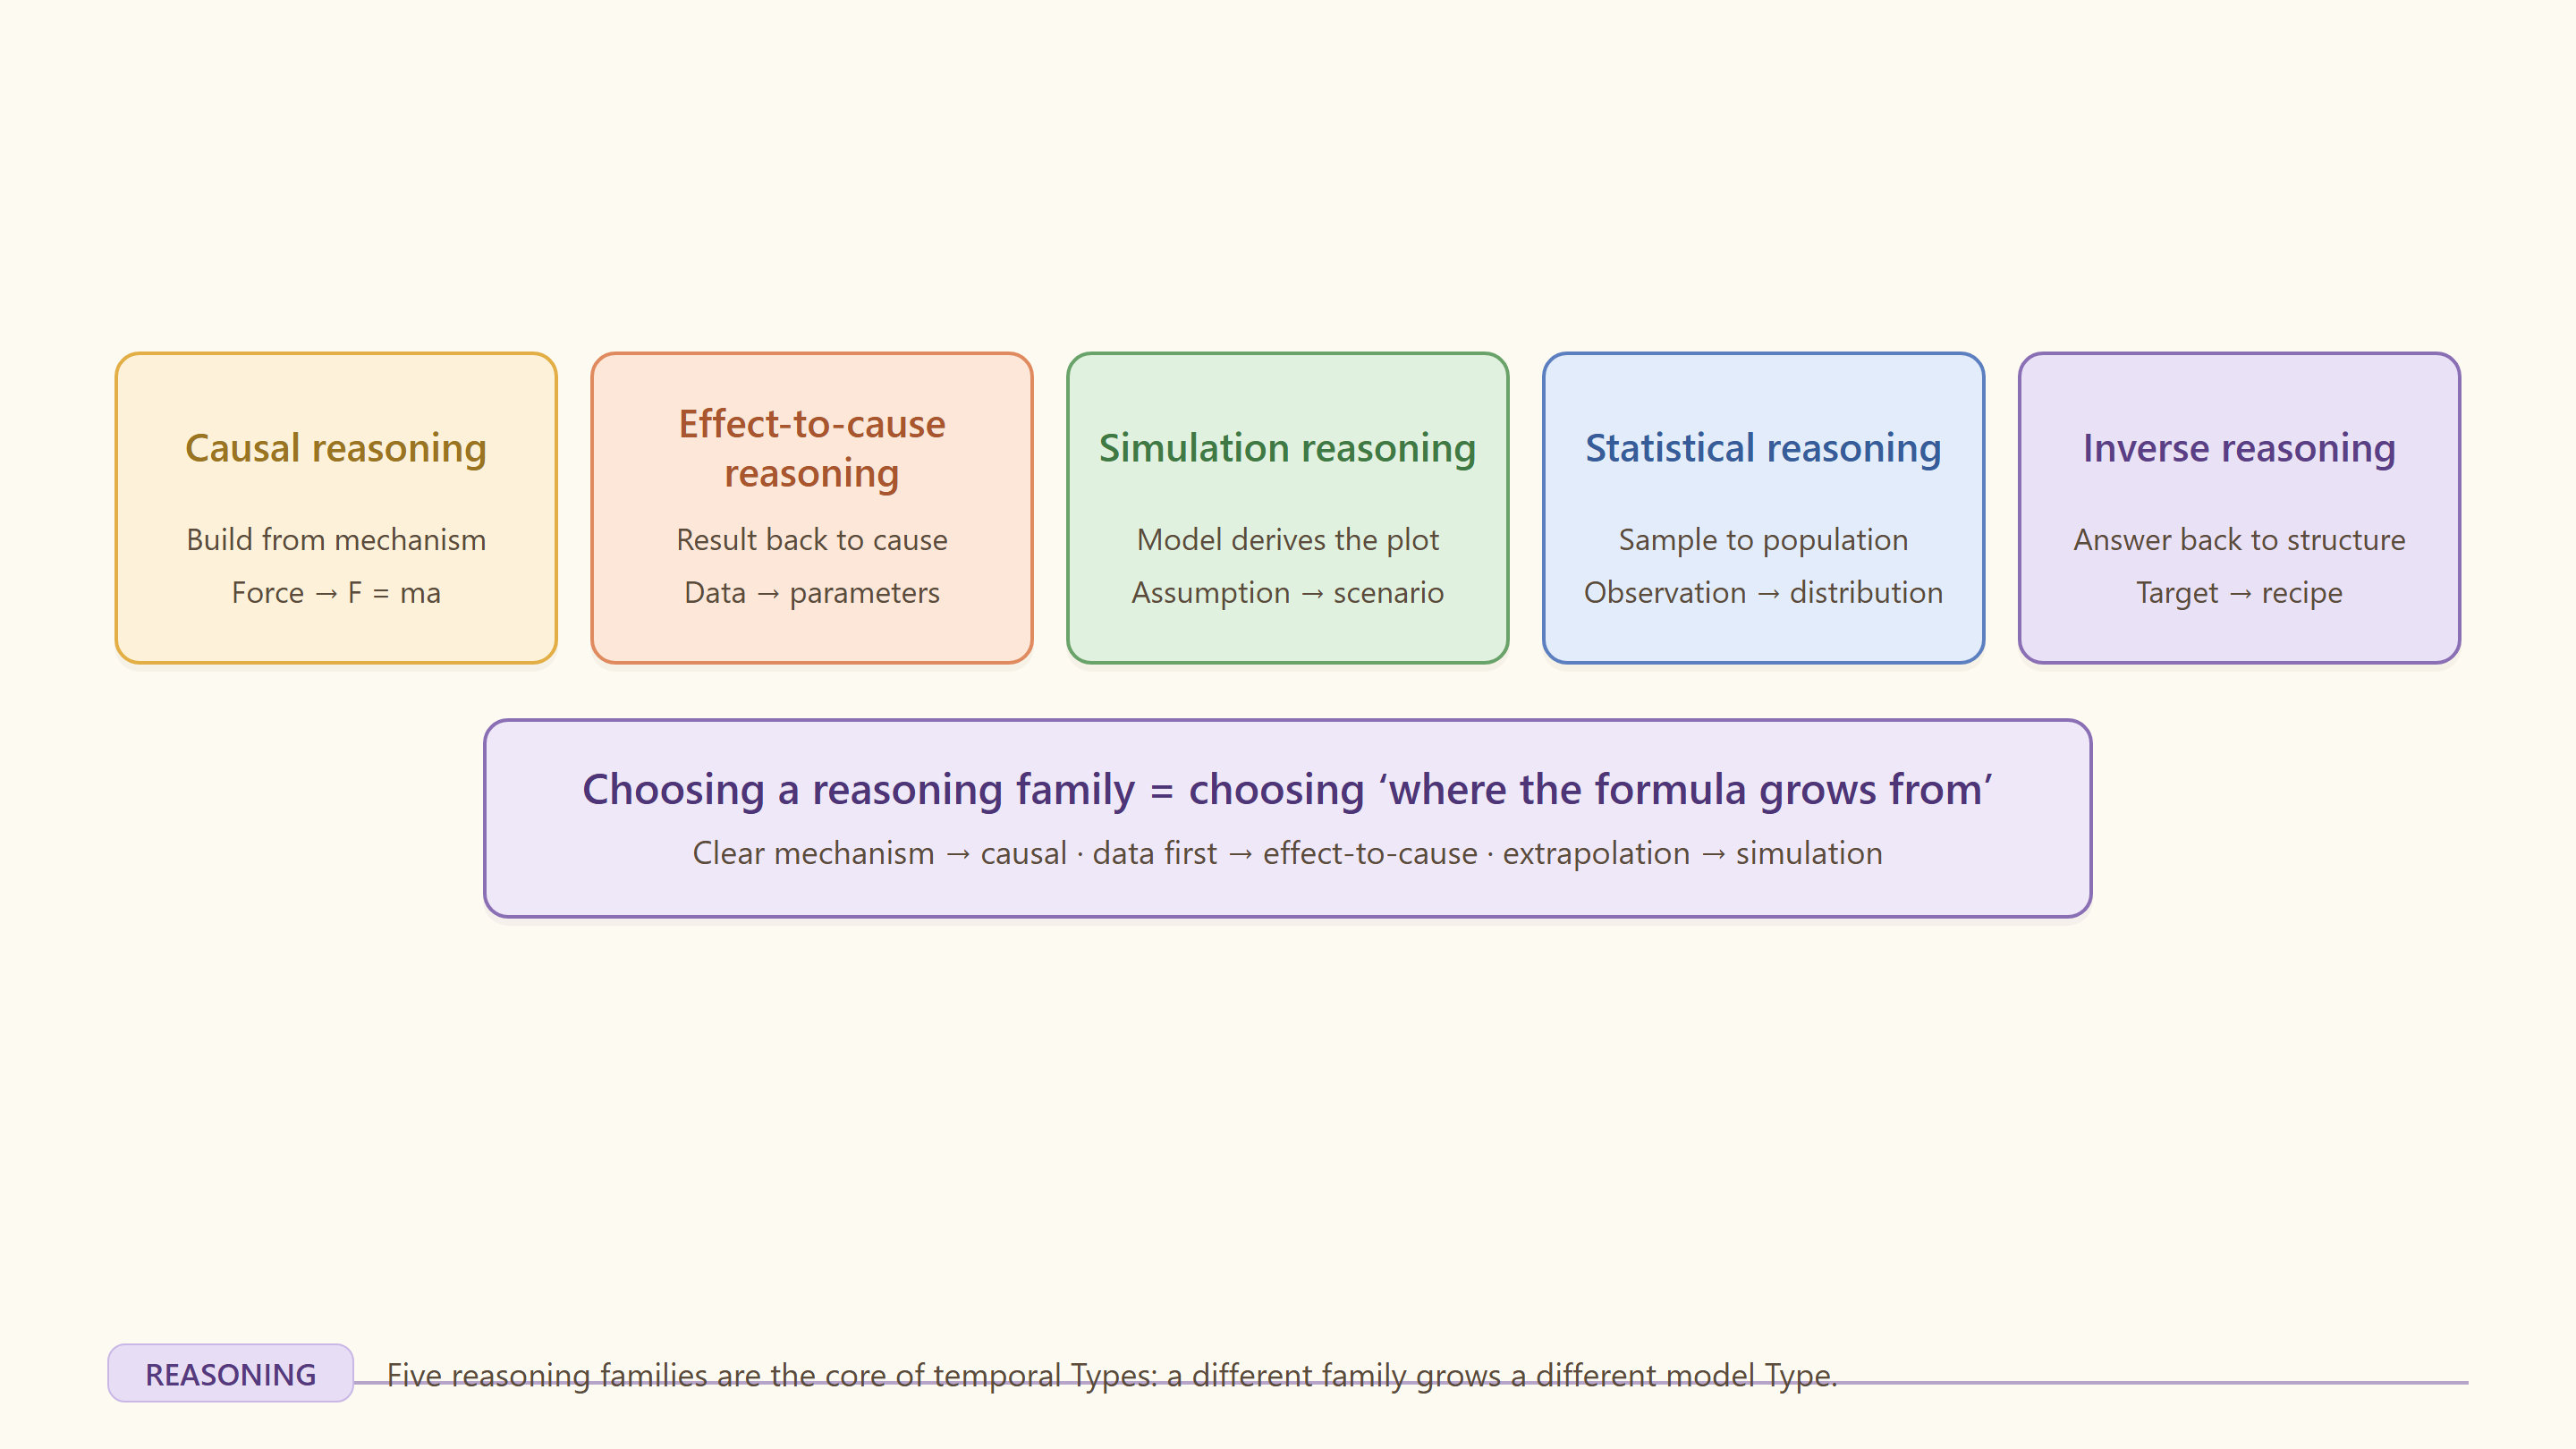 Causal reasoning
Build from mechanism
Force → F = ma
Effect-to-cause
reasoning
Result back to cause
Data → parameters
Simulation reasoning
Model derives the plot
Assumption → scenario
Statistical reasoning
Sample to population
Observation → distribution
Inverse reasoning
Answer back to structure
Target → recipe
Choosing a reasoning family = choosing ‘where the formula grows from’
Clear mechanism → causal · data first → effect-to-cause · extrapolation → simulation
REASONING
Five reasoning families are the core of temporal Types: a different family grows a different model Type.